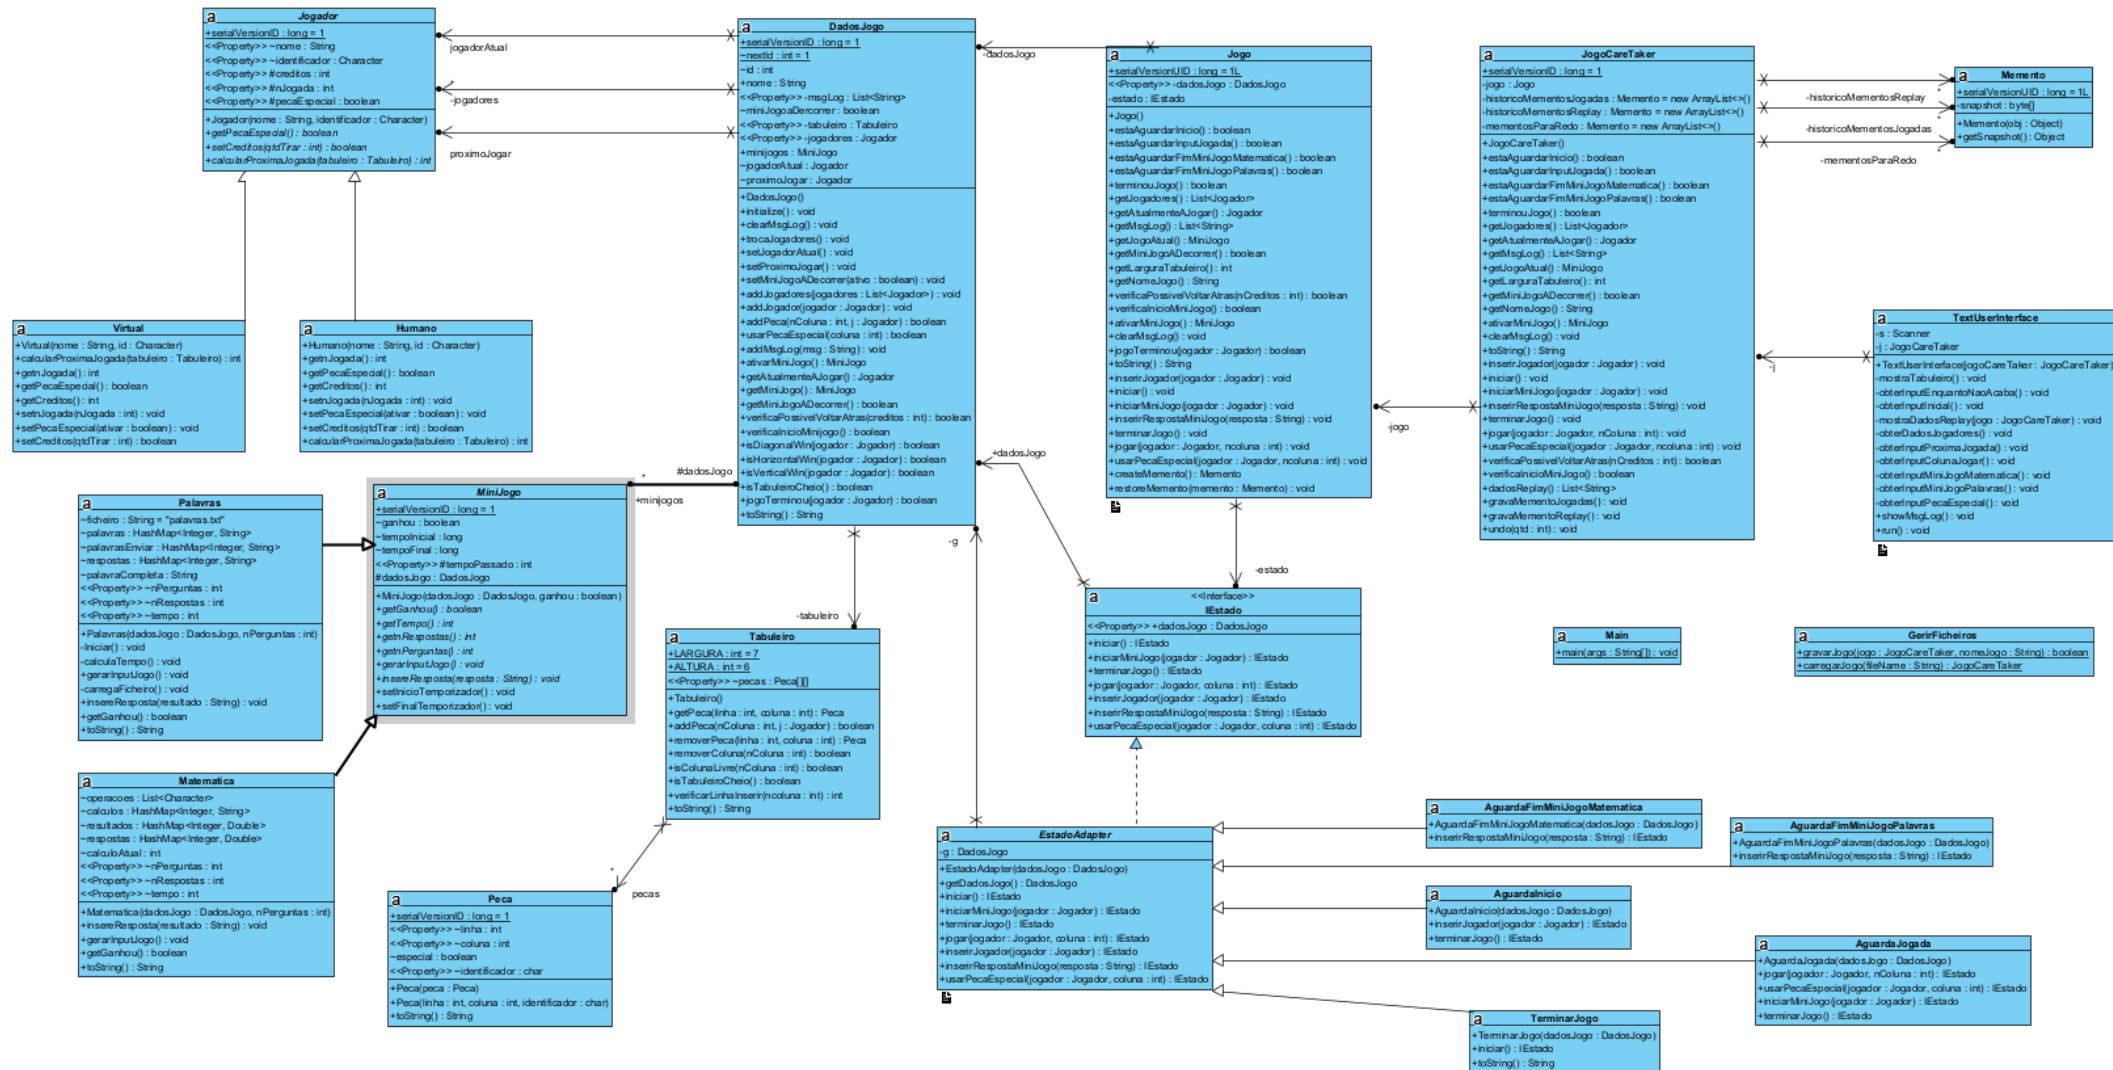 Jogador
+serialVersionID : long = 1
<<Property>> ~nome : String
<<Property>> ~identificador : Character
<<Property>> #creditos : int
<<Property>> #nJogada : int
<<Property>> #pecaEspecial : boolean
+Jogador(nome : String, identificador : Character)
+getPecaEspecial() : boolean
+setCreditos(qtdTirar : int) : boolean
+calcularProximaJogada(tabuleiro : Tabuleiro) : int
jogadorAtual
*
-jogadores
proximoJogar
DadosJogo
+serialVersionID : long = 1
~nextId : int = 1
~id : int
+nome : String
<<Property>> -msgLog : List<String>
~miniJogoaDecorrer : boolean
<<Property>> -tabuleiro : Tabuleiro
<<Property>> -jogadores : Jogador
+minijogos : MiniJogo
~jogadorAtual : Jogador
~proximoJogar : Jogador
+DadosJogo()
+initialize() : void
+clearMsgLog() : void
+trocaJogadores() : void
+setJogadorAtual() : void
+setProximoJogar() : void
+setMiniJogoADecorrer(ativo : boolean) : void
+addJogadores(jogadores : List<Jogador>) : void
+addJogador(jogador : Jogador) : void
+addPeca(nColuna : int, j : Jogador) : boolean
+usarPecaEspecial(coluna : int) : boolean
+addMsgLog(msg : String) : void
+ativarMiniJogo() : MiniJogo
+getAtualmenteAJogar() : Jogador
+getMiniJogo() : MiniJogo
+getMiniJogoADecorrer() : boolean
+verificaPossivelVoltarAtras(creditos : int) : boolean
+verificaInicioMinijogo() : boolean
+isDiagonalWin(jogador : Jogador) : boolean
+isHorizontalWin(jogador : Jogador) : boolean
+isVerticalWin(jogador : Jogador) : boolean
+isTabuleiroCheio() : boolean
+jogoTerminou(jogador : Jogador) : boolean
+toString() : String
-dadosJogo
Jogo
+serialVersionUID : long = 1L
<<Property>> -dadosJogo : DadosJogo
-estado : IEstado
+Jogo()
+estaAguardarInicio() : boolean
+estaAguardarInputJogada() : boolean
+estaAguardarFimMiniJogoMatematica() : boolean
+estaAguardarFimMiniJogoPalavras() : boolean
+terminouJogo() : boolean
+getJogadores() : List<Jogador>
+getAtualmenteAJogar() : Jogador
+getMsgLog() : List<String>
+getJogoAtual() : MiniJogo
+getMiniJogoADecorrer() : boolean
+getLarguraTabuleiro() : int
+getNomeJogo() : String
+verificaPossivelVoltarAtras(nCreditos : int) : boolean
+verificaInicioMiniJogo() : boolean
+ativarMiniJogo() : MiniJogo
+clearMsgLog() : void
+jogoTerminou(jogador : Jogador) : boolean
+toString() : String
+inserirJogador(jogador : Jogador) : void
+iniciar() : void
+iniciarMiniJogo(jogador : Jogador) : void
+inserirRespostaMiniJogo(resposta : String) : void
+terminarJogo() : void
+jogar(jogador : Jogador, ncoluna : int) : void
+usarPecaEspecial(jogador : Jogador, ncoluna : int) : void
+createMemento() : Memento
+restoreMemento(memento : Memento) : void
-jogo
JogoCareTaker
+serialVersionID : long = 1
-jogo : Jogo
-historicoMementosJogadas : Memento = new ArrayList<>()
-historicoMementosReplay : Memento = new ArrayList<>()
-mementosParaRedo : Memento = new ArrayList<>()
+JogoCareTaker()
+estaAguardarInicio() : boolean
+estaAguardarInputJogada() : boolean
+estaAguardarFimMiniJogoMatematica() : boolean
+estaAguardarFimMiniJogoPalavras() : boolean
+terminouJogo() : boolean
+getJogadores() : List<Jogador>
+getAtualmenteAJogar() : Jogador
+getMsgLog() : List<String>
+getJogoAtual() : MiniJogo
+getLarguraTabuleiro() : int
+getMiniJogoADecorrer() : boolean
+getNomeJogo() : String
+ativarMiniJogo() : MiniJogo
+clearMsgLog() : void
+toString() : String
+inserirJogador(jogador : Jogador) : void
+iniciar() : void
+iniciarMiniJogo(jogador : Jogador) : void
+inserirRespostaMiniJogo(resposta : String) : void
+terminarJogo() : void
+jogar(jogador : Jogador, nColuna : int) : void
+usarPecaEspecial(jogador : Jogador, ncoluna : int) : void
+verificaPossivelVoltarAtras(nCreditos : int) : boolean
+verificaInicioMiniJogo() : boolean
+dadosReplay() : List<String>
+gravaMementoJogadas() : void
+gravaMementoReplay() : void
+undo(qtd : int) : void
*
-historicoMementosReplay
*
-historicoMementosJogadas
*
-mementosParaRedo
Memento
+serialVersionUID : long = 1L
-snapshot : byte[]
+Memento(obj : Object)
+getSnapshot() : Object
-j
TextUserInterface
-s : Scanner
-j : JogoCareTaker
+TextUserInterface(jogoCareTaker : JogoCareTaker)
-mostraTabuleiro() : void
-obterInputEnquantoNaoAcaba() : void
-obterInputInicial() : void
-mostraDadosReplay(jogo : JogoCareTaker) : void
-obterDadosJogadores() : void
-obterInputProximaJogada() : void
-obterInputColunaJogar() : void
-obterInputMiniJogoMatematica() : void
-obterInputMiniJogoPalavras() : void
-obterInputPecaEspecial() : void
+showMsgLog() : void
+run() : void
Virtual
+Virtual(nome : String, id : Character)
+calcularProximaJogada(tabuleiro : Tabuleiro) : int
+getnJogada() : int
+getPecaEspecial() : boolean
+getCreditos() : int
+setnJogada(nJogada : int) : void
+setPecaEspecial(ativar : boolean) : void
+setCreditos(qtdTirar : int) : boolean
Humano
+Humano(nome : String, id : Character)
+getnJogada() : int
+getPecaEspecial() : boolean
+getCreditos() : int
+setnJogada(nJogada : int) : void
+setPecaEspecial(ativar : boolean) : void
+setCreditos(qtdTirar : int) : boolean
+calcularProximaJogada(tabuleiro : Tabuleiro) : int
Palavras
~ficheiro : String = "palavras.txt"
~palavras : HashMap<Integer, String>
~palavrasEnviar : HashMap<Integer, String>
~respostas : HashMap<Integer, String>
~palavraCompleta : String
<<Property>> ~nPerguntas : int
<<Property>> ~nRespostas : int
<<Property>> ~tempo : int
+Palavras(dadosJogo : DadosJogo, nPerguntas : int)
-Iniciar() : void
-calculaTempo() : void
+gerarInputJogo() : void
-carregaFicheiro() : void
+insereResposta(resultado : String) : void
+getGanhou() : boolean
+toString() : String
MiniJogo
+serialVersionID : long = 1
~ganhou : boolean
~tempoInicial : long
~tempoFinal : long
<<Property>> #tempoPassado : int
#dadosJogo : DadosJogo
+MiniJogo(dadosJogo : DadosJogo, ganhou : boolean)
+getGanhou() : boolean
+getTempo() : int
+getnRespostas() : int
+getnPerguntas() : int
+gerarInputJogo() : void
+insereResposta(resposta : String) : void
+setInicioTemporizador() : void
+setFinalTemporizador() : void
#dadosJogo
*
+minijogos
+dadosJogo
-g
-tabuleiro
-estado
Tabuleiro
+LARGURA : int = 7
+ALTURA : int = 6
<<Property>> ~pecas : Peca[][]
+Tabuleiro()
+getPeca(linha : int, coluna : int) : Peca
+addPeca(nColuna : int, j : Jogador) : boolean
+removerPeca(linha : int, coluna : int) : Peca
+removerColuna(nColuna : int) : boolean
+isColunaLivre(nColuna : int) : boolean
+isTabuleiroCheio() : boolean
+verificarLinhaInserir(ncoluna : int) : int
+toString() : String
<<Interface>>
IEstado
<<Property>> +dadosJogo : DadosJogo
+iniciar() : IEstado
+iniciarMiniJogo(jogador : Jogador) : IEstado
+terminarJogo() : IEstado
+jogar(jogador : Jogador, coluna : int) : IEstado
+inserirJogador(jogador : Jogador) : IEstado
+inserirRespostaMiniJogo(resposta : String) : IEstado
+usarPecaEspecial(jogador : Jogador, coluna : int) : IEstado
Main
+main(args : String[]) : void
GerirFicheiros
+gravarJogo(jogo : JogoCareTaker, nomeJogo : String) : boolean
+carregarJogo(fileName : String) : JogoCareTaker
Matematica
~operacoes : List<Character>
~calculos : HashMap<Integer, String>
~resultados : HashMap<Integer, Double>
~respostas : HashMap<Integer, Double>
~calculoAtual : int
<<Property>> ~nPerguntas : int
<<Property>> ~nRespostas : int
<<Property>> ~tempo : int
+Matematica(dadosJogo : DadosJogo, nPerguntas : int)
+insereResposta(resultado : String) : void
+gerarInputJogo() : void
+getGanhou() : boolean
+toString() : String
*
pecas
Peca
+serialVersionID : long = 1
<<Property>> ~linha : int
<<Property>> ~coluna : int
~especial : boolean
<<Property>> ~identificador : char
+Peca(peca : Peca)
+Peca(linha : int, coluna : int, identificador : char)
+toString() : String
EstadoAdapter
-g : DadosJogo
+EstadoAdapter(dadosJogo : DadosJogo)
+getDadosJogo() : DadosJogo
+iniciar() : IEstado
+iniciarMiniJogo(jogador : Jogador) : IEstado
+terminarJogo() : IEstado
+jogar(jogador : Jogador, coluna : int) : IEstado
+inserirJogador(jogador : Jogador) : IEstado
+inserirRespostaMiniJogo(resposta : String) : IEstado
+usarPecaEspecial(jogador : Jogador, coluna : int) : IEstado
AguardaFimMiniJogoMatematica
+AguardaFimMiniJogoMatematica(dadosJogo : DadosJogo)
+inserirRespostaMiniJogo(resposta : String) : IEstado
AguardaFimMiniJogoPalavras
+AguardaFimMiniJogoPalavras(dadosJogo : DadosJogo)
+inserirRespostaMiniJogo(resposta : String) : IEstado
AguardaInicio
+AguardaInicio(dadosJogo : DadosJogo)
+inserirJogador(jogador : Jogador) : IEstado
+terminarJogo() : IEstado
AguardaJogada
+AguardaJogada(dadosJogo : DadosJogo)
+jogar(jogador : Jogador, nColuna : int) : IEstado
+usarPecaEspecial(jogador : Jogador, coluna : int) : IEstado
+iniciarMiniJogo(jogador : Jogador) : IEstado
+terminarJogo() : IEstado
TerminarJogo
+TerminarJogo(dadosJogo : DadosJogo)
+iniciar() : IEstado
+toString() : String